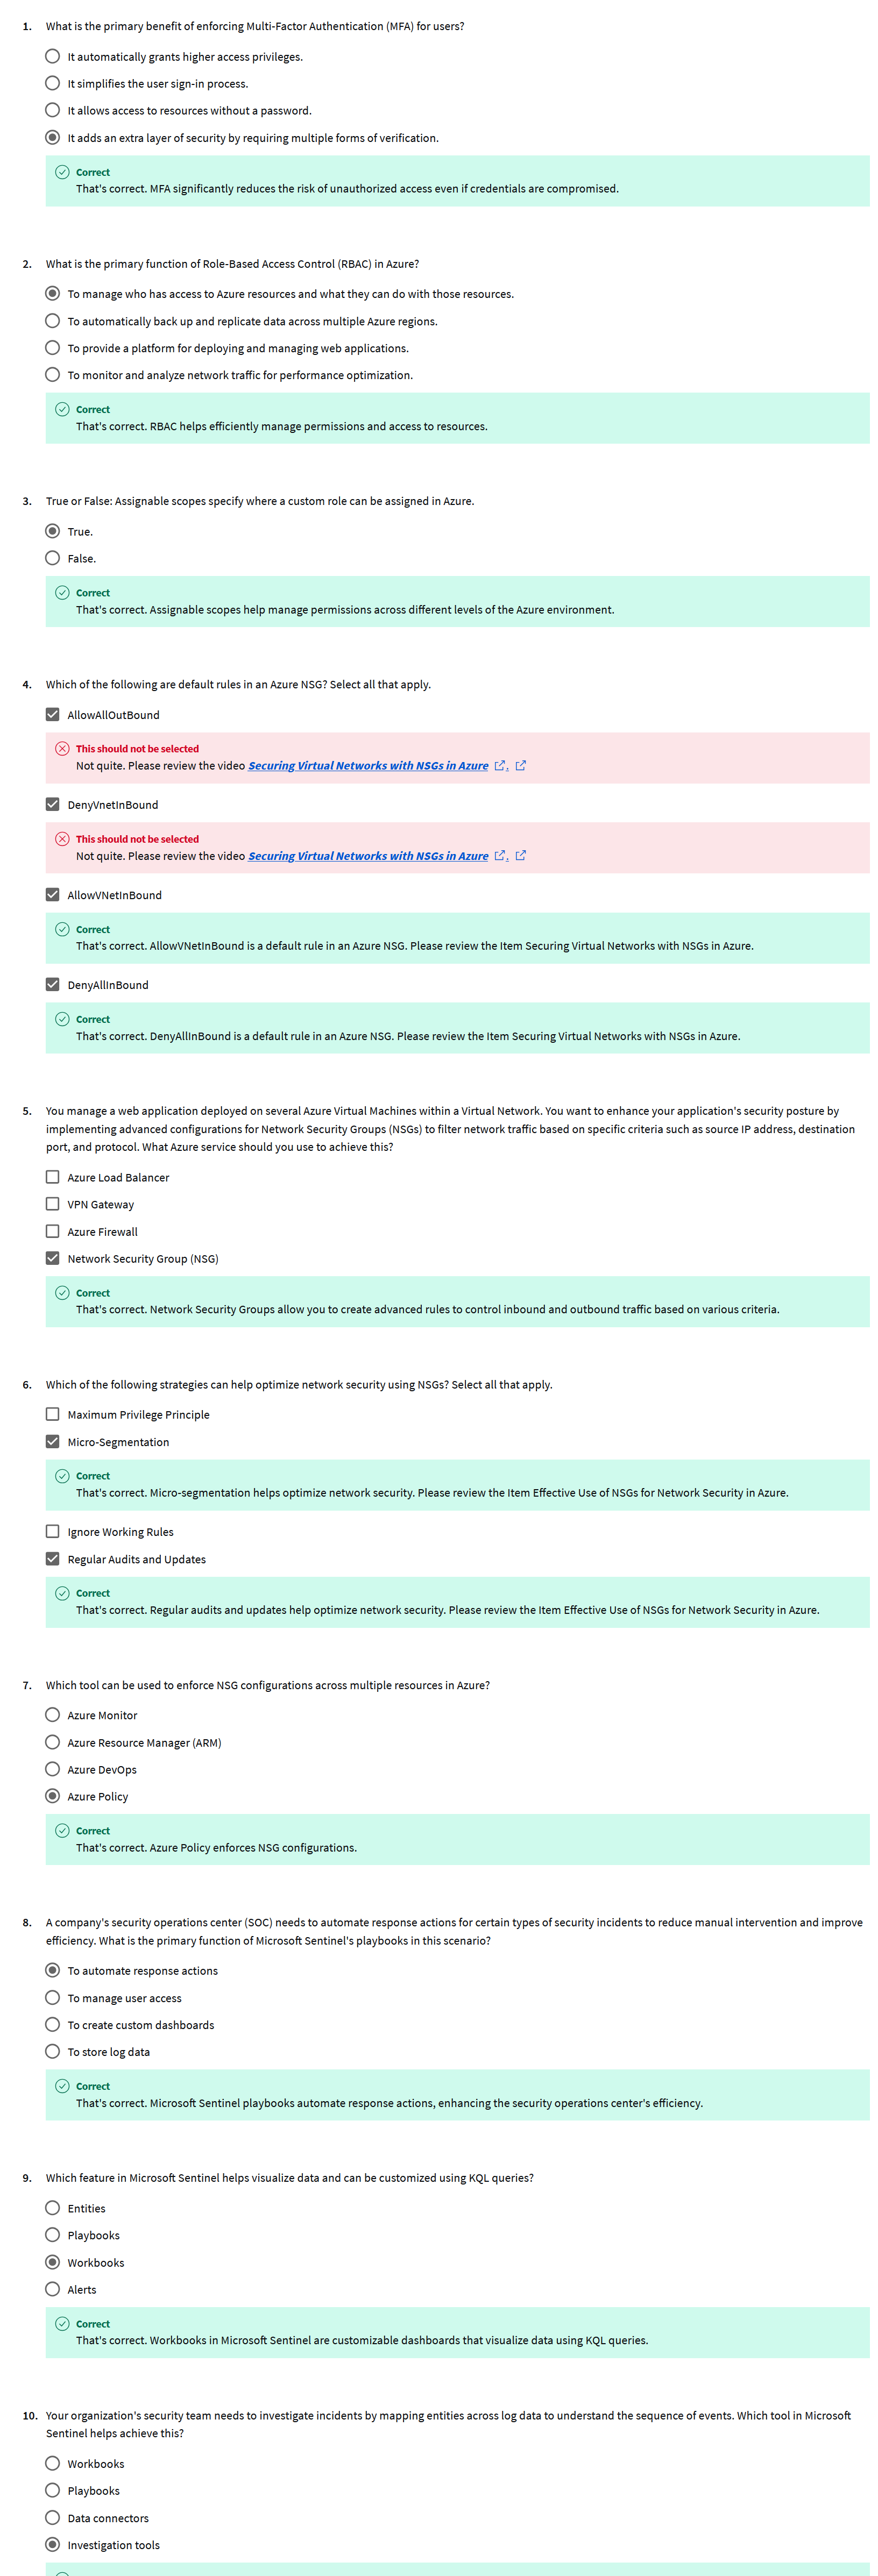 1. What is the primary benefit of enforcing Multi-Factor Authentication (MFA) for users?
It automatically grants higher access privileges.
It simplifies the user sign-in process.
It allows access to resources without a password.
It adds an extra layer of security by requiring multiple forms of verification.
Correct
That's correct. MFA significantly reduces the risk of unauthorized access even if credentials are compromised.
2. What is the primary function of Role-Based Access Control (RBAC) in Azure?
To manage who has access to Azure resources and what they can do with those resources.
To automatically back up and replicate data across multiple Azure regions.
To provide a platform for deploying and managing web applications.
To monitor and analyze network traffic for performance optimization.
Correct
That's correct. RBAC helps efficiently manage permissions and access to resources.
3. True or False: Assignable scopes specify where a custom role can be assigned in Azure.
True.
False.
Correct
That's correct. Assignable scopes help manage permissions across different levels of the Azure environment.
4. Which of the following are default rules in an Azure NSG? Select all that apply.
AllowAllOutBound
This should not be selected
Not quite. Please review the video Securing Virtual Networks with NSGs in Azure .
DenyVnetInBound
This should not be selected
Not quite. Please review the video Securing Virtual Networks with NSGs in Azure .
AllowVNetInBound
Correct
That's correct. AllowVNetInBound is a default rule in an Azure NSG. Please review the Item Securing Virtual Networks with NSGs in Azure.
DenyAllInBound
Correct
That's correct. DenyAllInBound is a default rule in an Azure NSG. Please review the Item Securing Virtual Networks with NSGs in Azure.
5. You manage a web application deployed on several Azure Virtual Machines within a Virtual Network. You want to enhance your application's security posture by
implementing advanced configurations for Network Security Groups (NSGs) to filter network traffic based on specific criteria such as source IP address, destination
port, and protocol. What Azure service should you use to achieve this?
Azure Load Balancer
VPN Gateway
Azure Firewall
Network Security Group (NSG)
Correct
That's correct. Network Security Groups allow you to create advanced rules to control inbound and outbound traffic based on various criteria.
6. Which of the following strategies can help optimize network security using NSGs? Select all that apply.
Maximum Privilege Principle
Micro-Segmentation
Correct
That's correct. Micro-segmentation helps optimize network security. Please review the Item Effective Use of NSGs for Network Security in Azure.
Ignore Working Rules
Regular Audits and Updates
Correct
That's correct. Regular audits and updates help optimize network security. Please review the Item Effective Use of NSGs for Network Security in Azure.
7. Which tool can be used to enforce NSG configurations across multiple resources in Azure?
Azure Monitor
Azure Resource Manager (ARM)
Azure DevOps
Azure Policy
Correct
That's correct. Azure Policy enforces NSG configurations.
8. A company's security operations center (SOC) needs to automate response actions for certain types of security incidents to reduce manual intervention and improve
efficiency. What is the primary function of Microsoft Sentinel's playbooks in this scenario?
To automate response actions
To manage user access
To create custom dashboards
To store log data
Correct
That's correct. Microsoft Sentinel playbooks automate response actions, enhancing the security operations center's efficiency.
9. Which feature in Microsoft Sentinel helps visualize data and can be customized using KQL queries?
Entities
Playbooks
Workbooks
Alerts
Correct
That's correct. Workbooks in Microsoft Sentinel are customizable dashboards that visualize data using KQL queries.
10. Your organization's security team needs to investigate incidents by mapping entities across log data to understand the sequence of events. Which tool in Microsoft
Sentinel helps achieve this?
Workbooks
Playbooks
Data connectors
Investigation tools